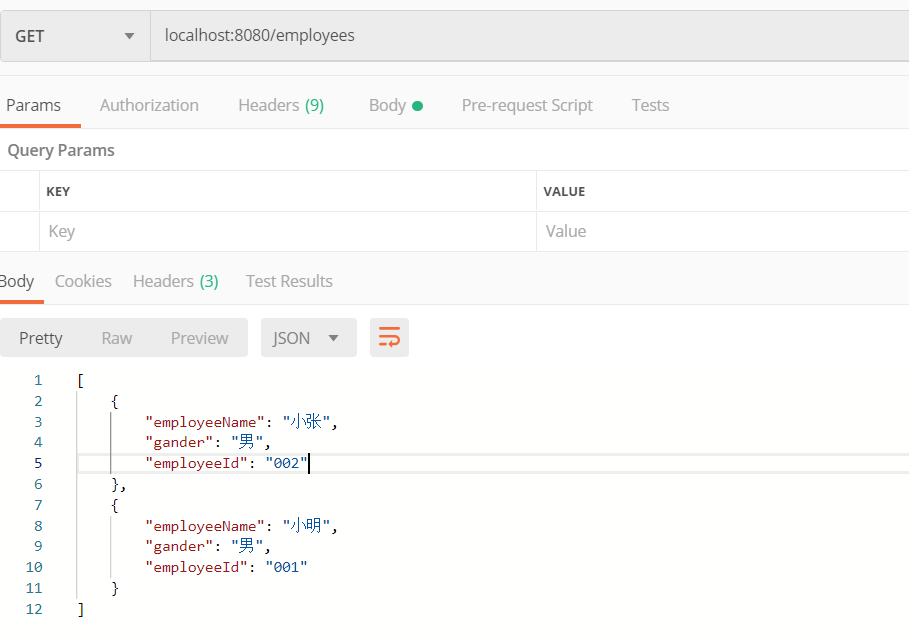 GET localhost:8080/employees
Params Authorization Headers (9) Body Pre-request Script Tests
Query Params
KEY VALUE
Key Value
Body Cookies Headers (3) Test Results
Pretty Raw Preview JSON
1 [
2 {
3 "employeeName": "小张",
4 "gander": "男",
5 "employeeId": "002"
6 },
7 {
8 "employeeName": "小明",
9 "gander": "男",
10 "employeeId": "001"
11 }
12 ]